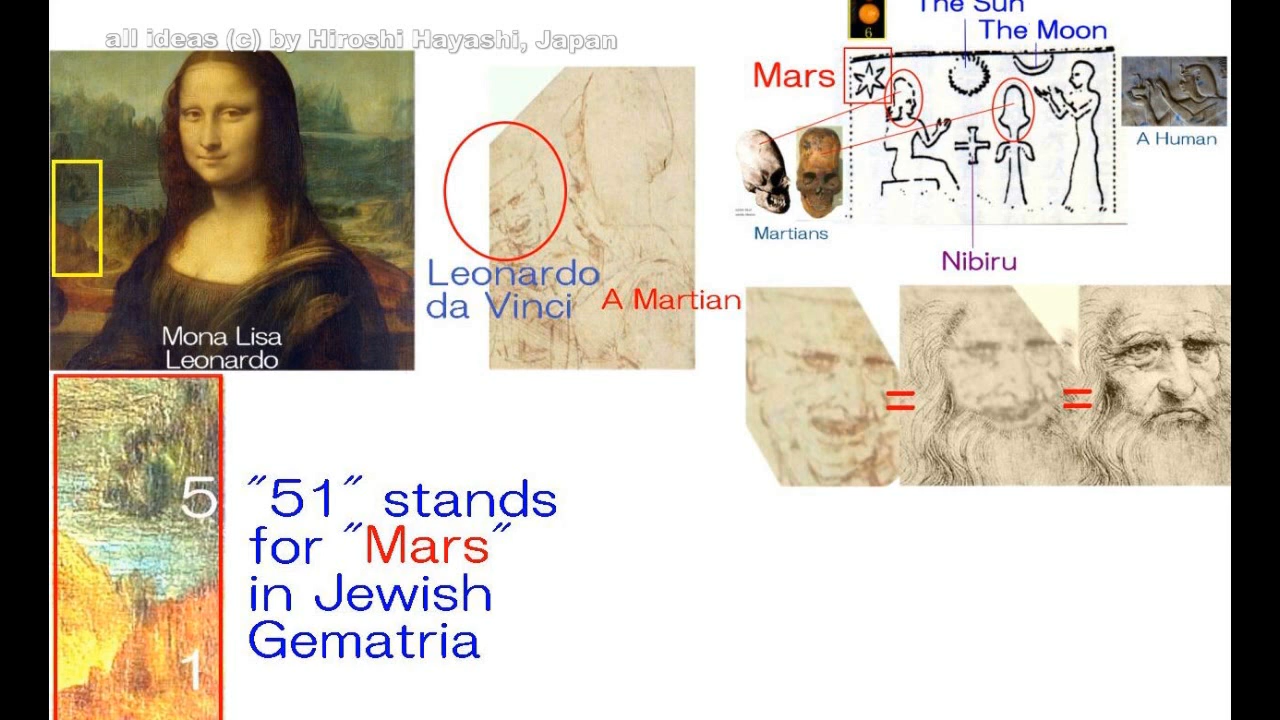 all ideas (c) by Hiroshi Hayashi, Japan
Mona Lisa
Leonardo
Leonardo
da Vinci
A Martian
6
The Sun
The Moon
Mars
A Human
Martians
Nibiru
=
=
5
1
"51" stands
for "Mars"
in Jewish
Gematria